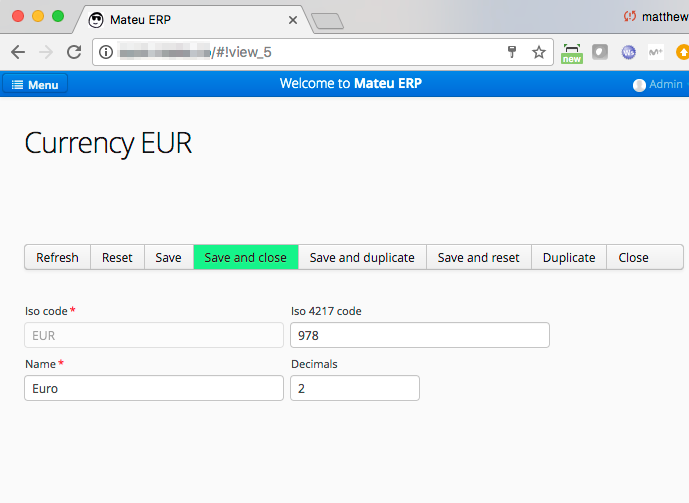 Mateu ERP
matthew
/#!view_5
new
Ws
M+
Menu
Welcome to Mateu ERP
Admin
Currency EUR
Refresh Reset Save Save and close Save and duplicate Save and reset Duplicate Close
Iso code * Iso 4217 code
EUR 978
Name * Decimals
Euro 2